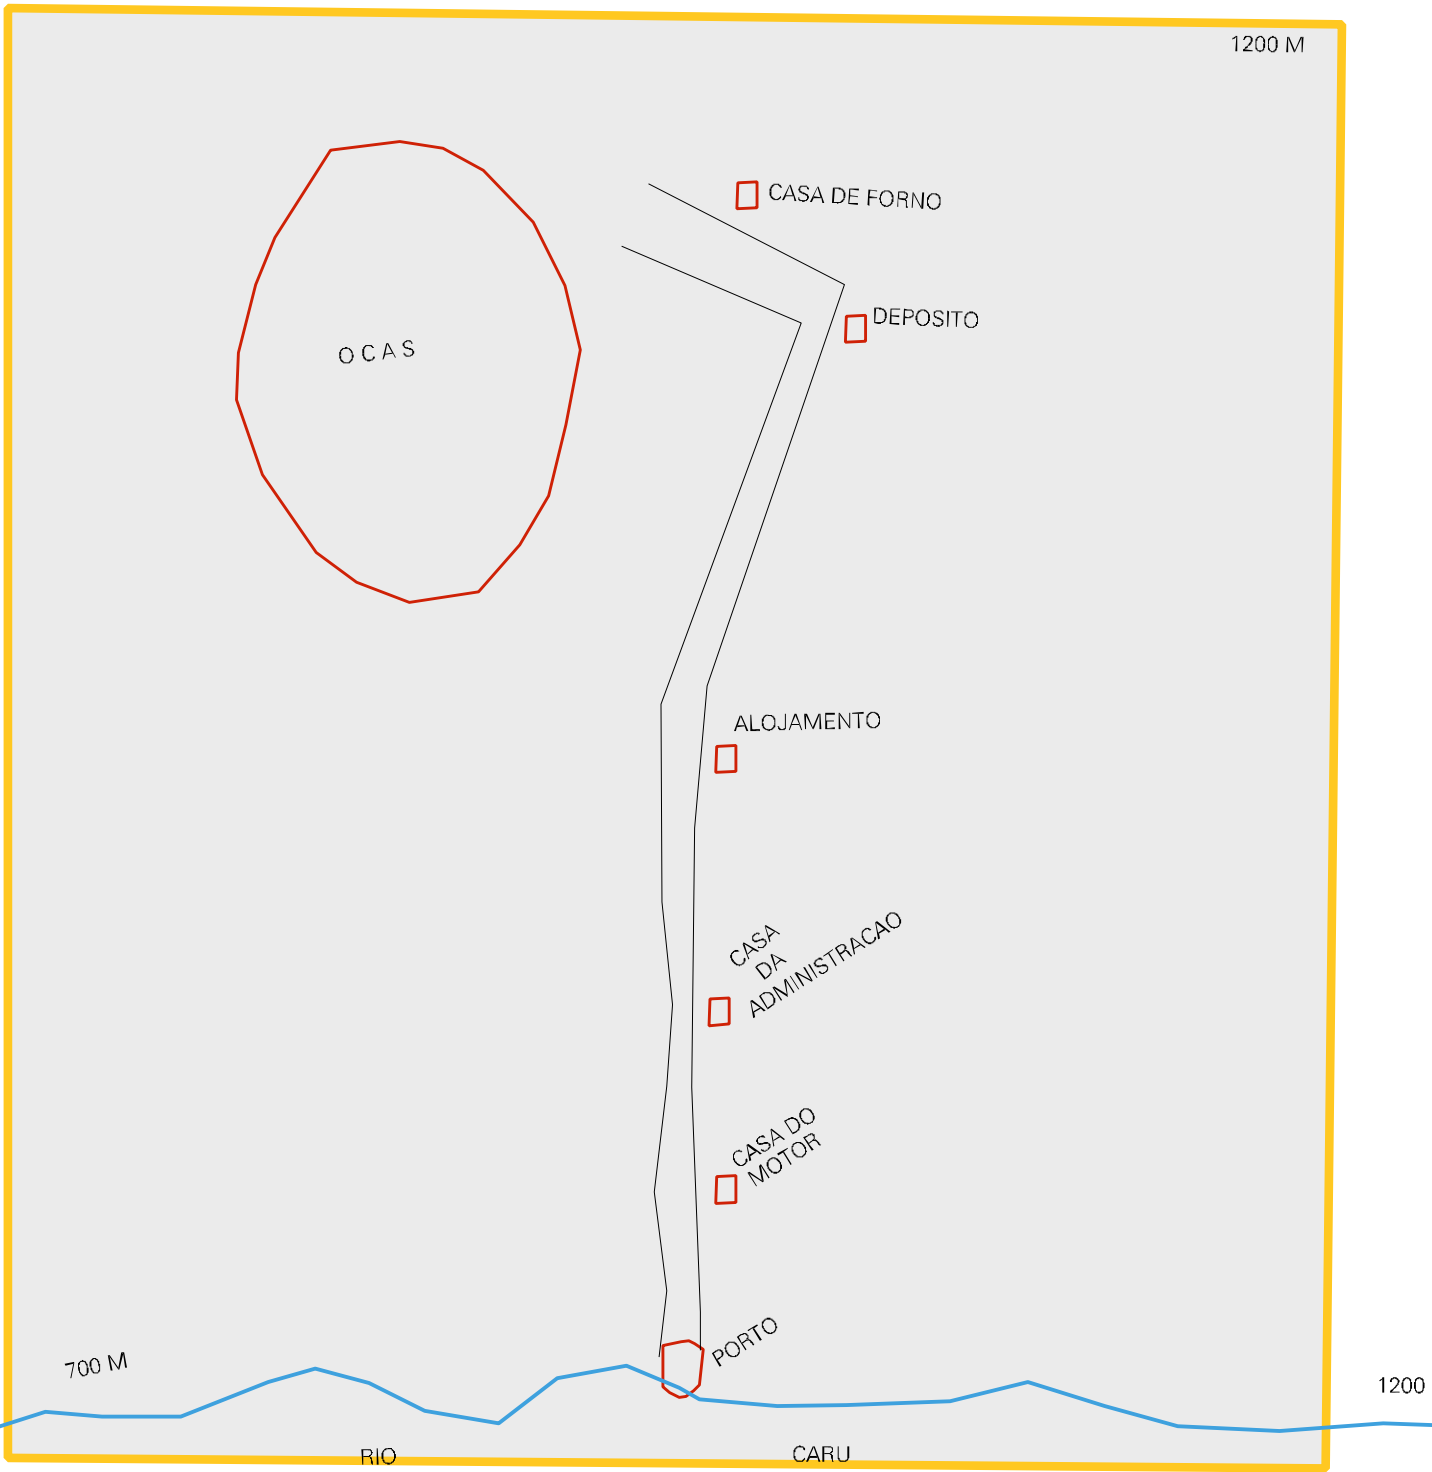 1200 M
CASA DE FORNO
DEPOSITO
O C A S
ALOJAMENTO
CASA
DA
ADMINISTRACAO
CASA DO
MOTOR
PORTO
700 M
1200
RIO
CARU